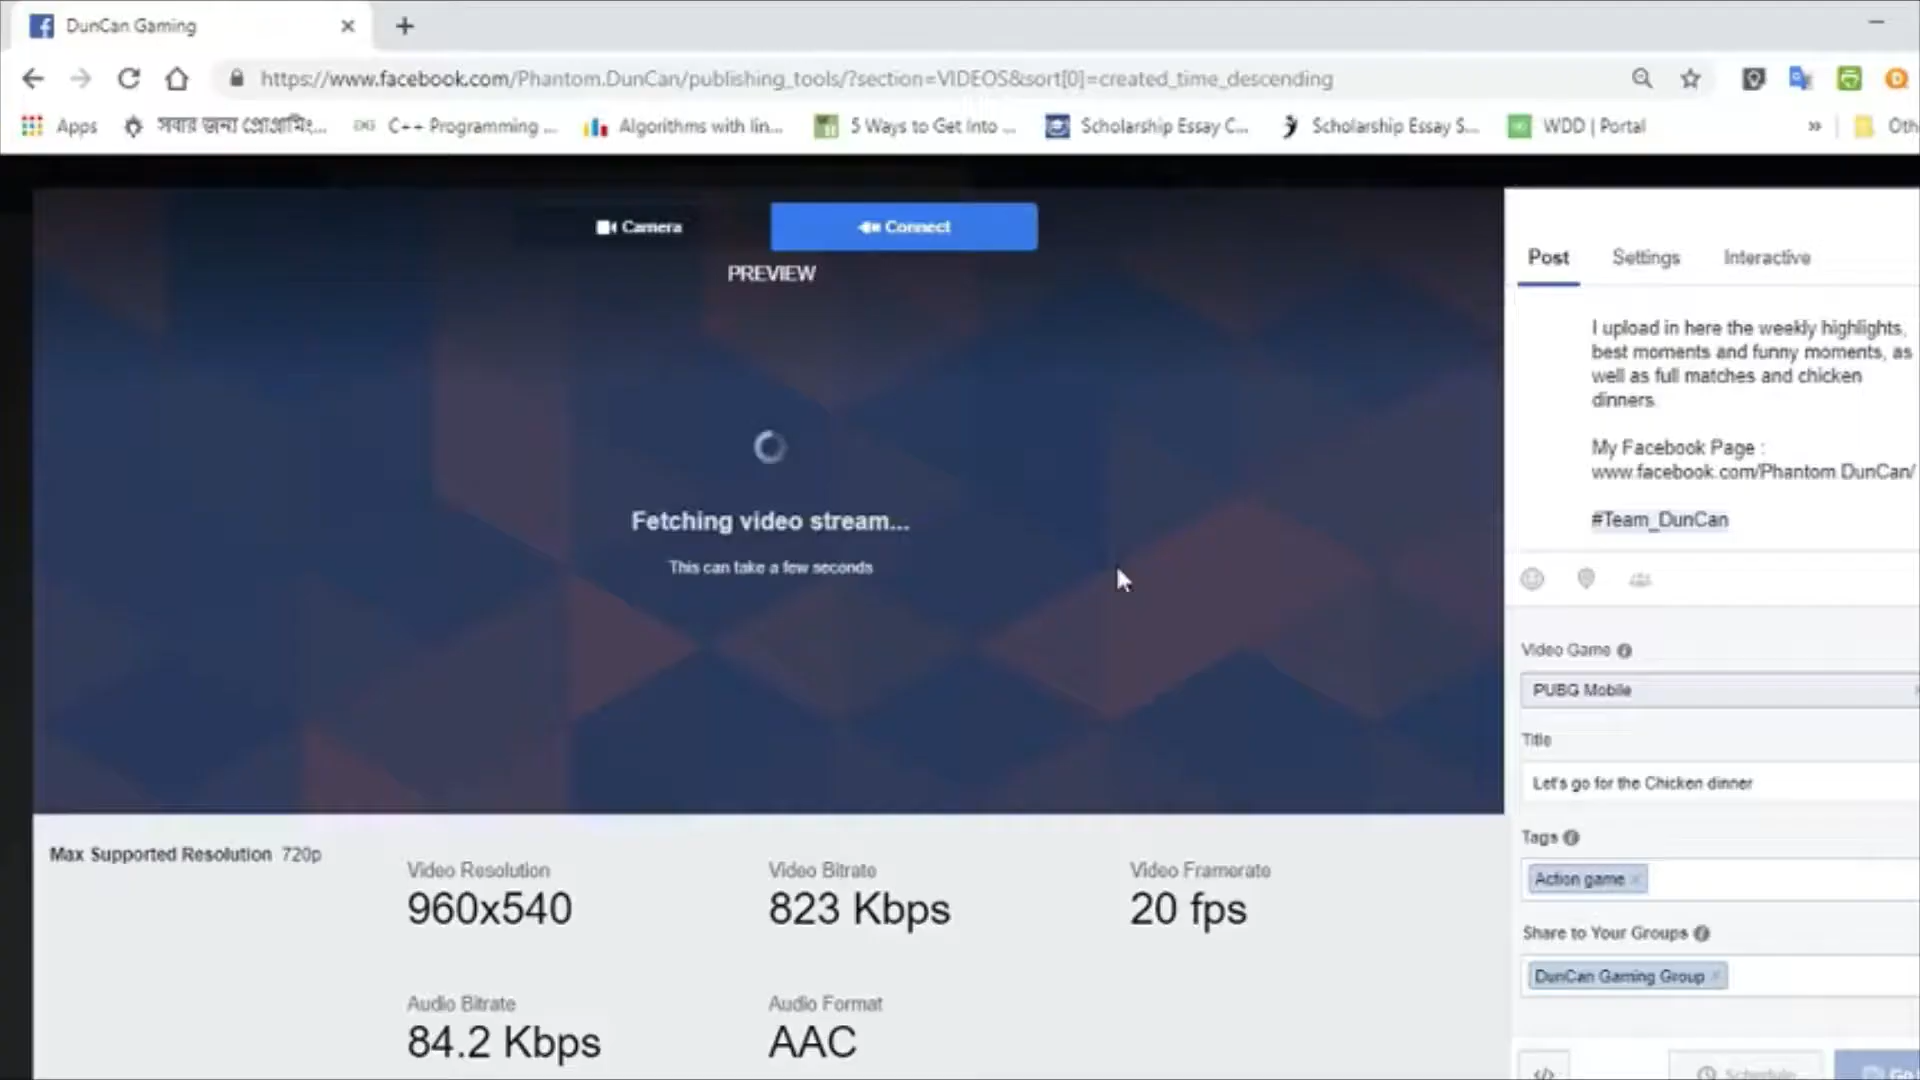 DunCan Gaming
https://www.facebook.com/Phantom.DunCan/publishing_tools/?section=VIDEOS&sort[0]=created_time_descending
Apps
সবার জন্য প্রোগ্রামিং...
C++ Programming ...
Algorithms with lin...
5 Ways to Get Into ...
Scholarship Essay C...
Scholarship Essay S...
WDD | Portal
»
Oth
Camera
Connect
PREVIEW
Fetching video stream...
This can take a few seconds
Max Supported Resolution 720p
Video Resolution
960x540
Video Bitrate
823 Kbps
Video Framerate
20 fps
Audio Bitrate
84.2 Kbps
Audio Format
AAC
Post
Settings
Interactive
I upload in here the weekly highlights,
best moments and funny moments, as
well as full matches and chicken
dinners.
My Facebook Page :
www.facebook.com/Phantom.DunCan/
#Team_DunCan
Video Game
PUBG Mobile
Title
Let's go for the Chicken dinner
Tags
Action game
Share to Your Groups
DunCan Gaming Group
Schedule
Go